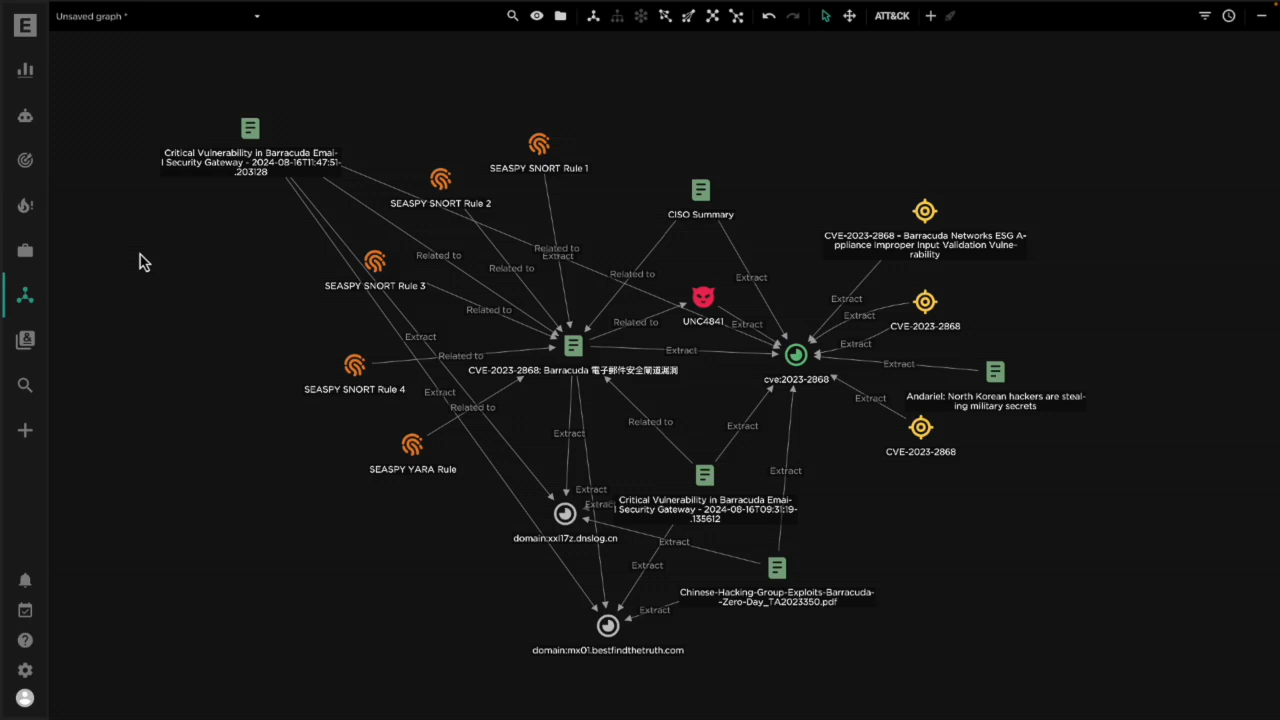 Unsaved graph *
ATT&CK
E
Critical Vulnerability in Barracuda Emai-
l Security Gateway - 2024-08-16T11:47:51-
.203128
SEASPY SNORT Rule 1
SEASPY SNORT Rule 2
CISO Summary
CVE-2023-2868 - Barracuda Networks ESG A-
ppliance Improper Input Validation Vulne-
rability
Related to
Extract
Related to
Related to
Related to
Extract
SEASPY SNORT Rule 3
Related to
Extract
Extract
Extract
UNC4841
Related to
Extract
CVE-2023-2868
Extract
Extract
Related to
Extract
Extract
SEASPY SNORT Rule 4
CVE-2023-2868: Barracuda 電子郵件安全閘道漏洞
cve:2023-2868
Andariel: North Korean hackers are steal-
ing military secrets
Extract
Extract
Related to
Related to
Extract
Extract
CVE-2023-2868
SEASPY YARA Rule
Extract
Extract
Extract
Critical Vulnerability in Barracuda Emai-
l Security Gateway - 2024-08-16T09:31:19-
.135612
domain:xxl17z.dnslog.cn
Extract
Extract
Chinese-Hacking-Group-Exploits-Barracuda-
-Zero-Day_TA2023350.pdf
Extract
domain:mx01.bestfindthetruth.com